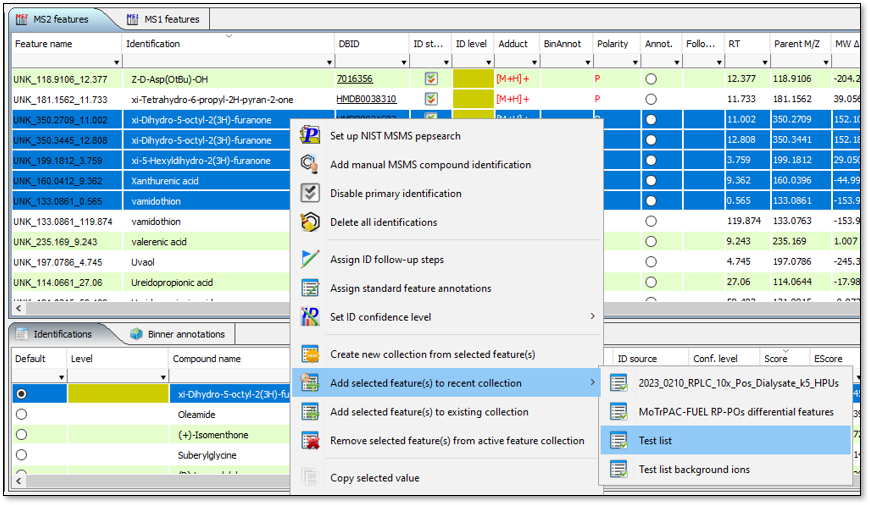 MS2 features MS1 features
Feature name Identification DBID ID st... ID level Adduct BinAnnot Polarity Annot. Follo... RT Parent M/Z MW Δ
UNK_118.9106_12.377 Z-D-Asp(OtBu)-OH 7016356 [M+H]+ P 12.377 118.9106 -204.2
UNK_181.1562_11.733 xi-Tetrahydro-6-propyl-2H-pyran-2-one HMDB0038310 [M+H]+ P 11.733 181.1562 39.056
UNK_350.2709_11.002 xi-Dihydro-5-octyl-2(3H)-furanone 11.002 350.2709 152.10
UNK_350.3445_12.808 xi-Dihydro-5-octyl-2(3H)-furanone 12.808 350.3441 152.10
UNK_199.1812_3.759 xi-5-Hexyldihydro-2(3H)-furanone 3.759 199.1812 29.050
UNK_160.0412_9.362 Xanthurenic acid 9.362 160.0396 -44.99
UNK_133.0861_0.565 vamidothion 0.565 133.0861 -153.9
UNK_133.0861_119.874 vamidothion 119.874 133.0763 -153.9
UNK_235.169_9.243 valerenic acid 9.243 235.169 1.007
UNK_197.0786_4.745 Uvaol 4.745 197.0786 -245.3
UNK_114.0661_27.06 Ureidopropionic acid 27.06 114.0644 -17.98
Set up NIST MSMS pepsearch
Add manual MSMS compound identification
Disable primary identification
Delete all identifications
Assign ID follow-up steps
Assign standard feature annotations
Set ID confidence level
Create new collection from selected feature(s)
Add selected feature(s) to recent collection
Add selected feature(s) to existing collection
Remove selected feature(s) from active feature collection
Copy selected value
2023_0210_RPLC_10x_Pos_Dialysate_k5_HPUs
MoTrPAC-FUEL RP-POs differential features
Test list
Test list background ions
Identifications Binner annotations
Default Level Compound name ID source Conf. level Score EScore
xi-Dihydro-5-octyl-2(3H)-fu
Oleamide
(+)-Isomenthone
Suberylglycine